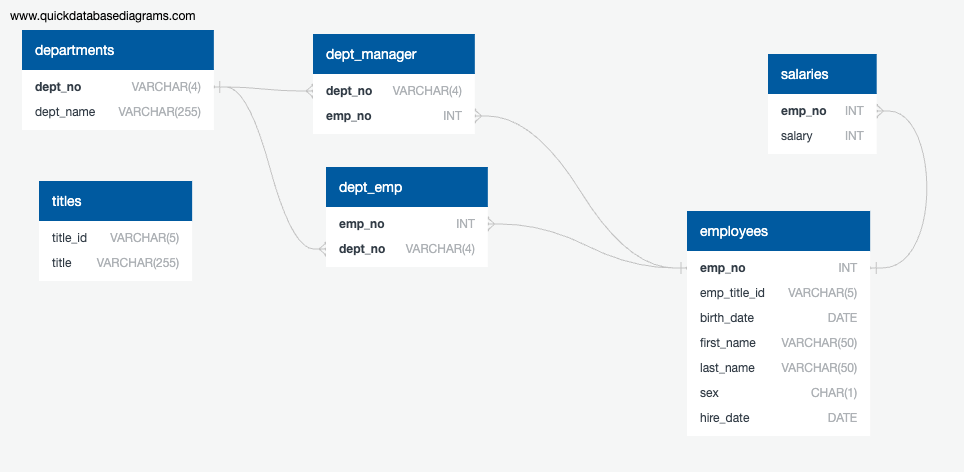 www.quickdatabasediagrams.com
departments
dept_no VARCHAR(4)
dept_name VARCHAR(255)
dept_manager
dept_no VARCHAR(4)
emp_no INT
salaries
emp_no INT
salary INT
titles
title_id VARCHAR(5)
title VARCHAR(255)
dept_emp
emp_no INT
dept_no VARCHAR(4)
employees
emp_no INT
emp_title_id VARCHAR(5)
birth_date DATE
first_name VARCHAR(50)
last_name VARCHAR(50)
sex CHAR(1)
hire_date DATE